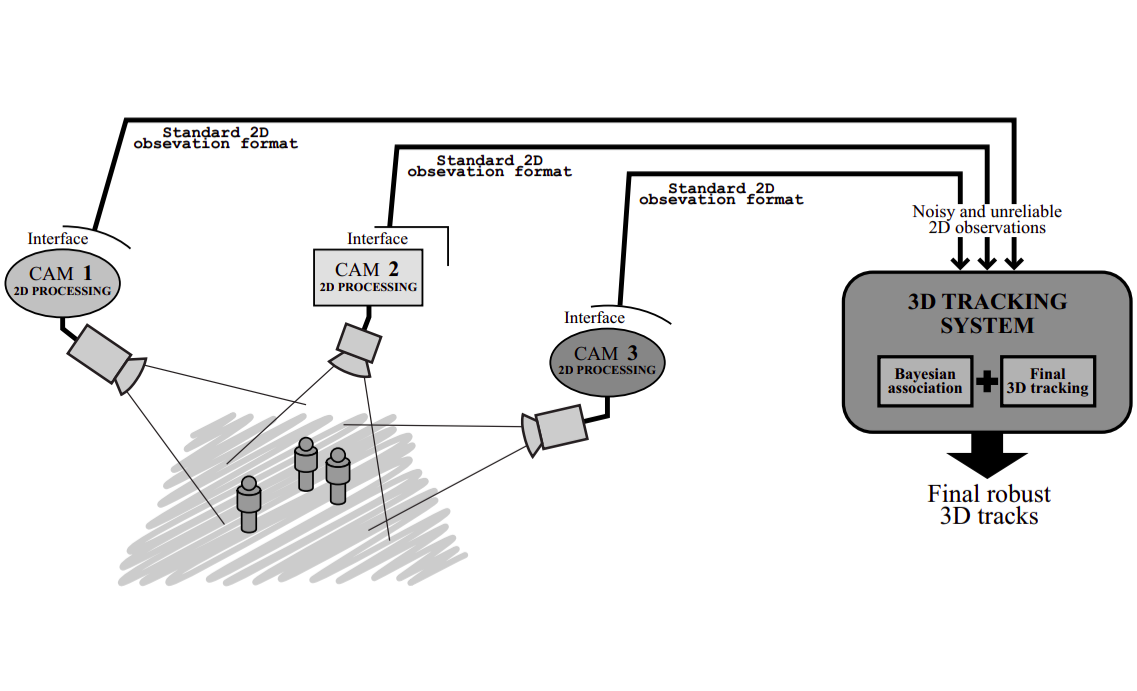 Standard 2D
obsevation format
Standard 2D
obsevation format
Standard 2D
obsevation format
Noisy and unreliable
2D observations
Interface
CAM 1
2D PROCESSING
Interface
CAM 2
2D PROCESSING
Interface
CAM 3
2D PROCESSING
3D TRACKING
SYSTEM
Bayesian
association
Final
3D tracking
Final robust
3D tracks